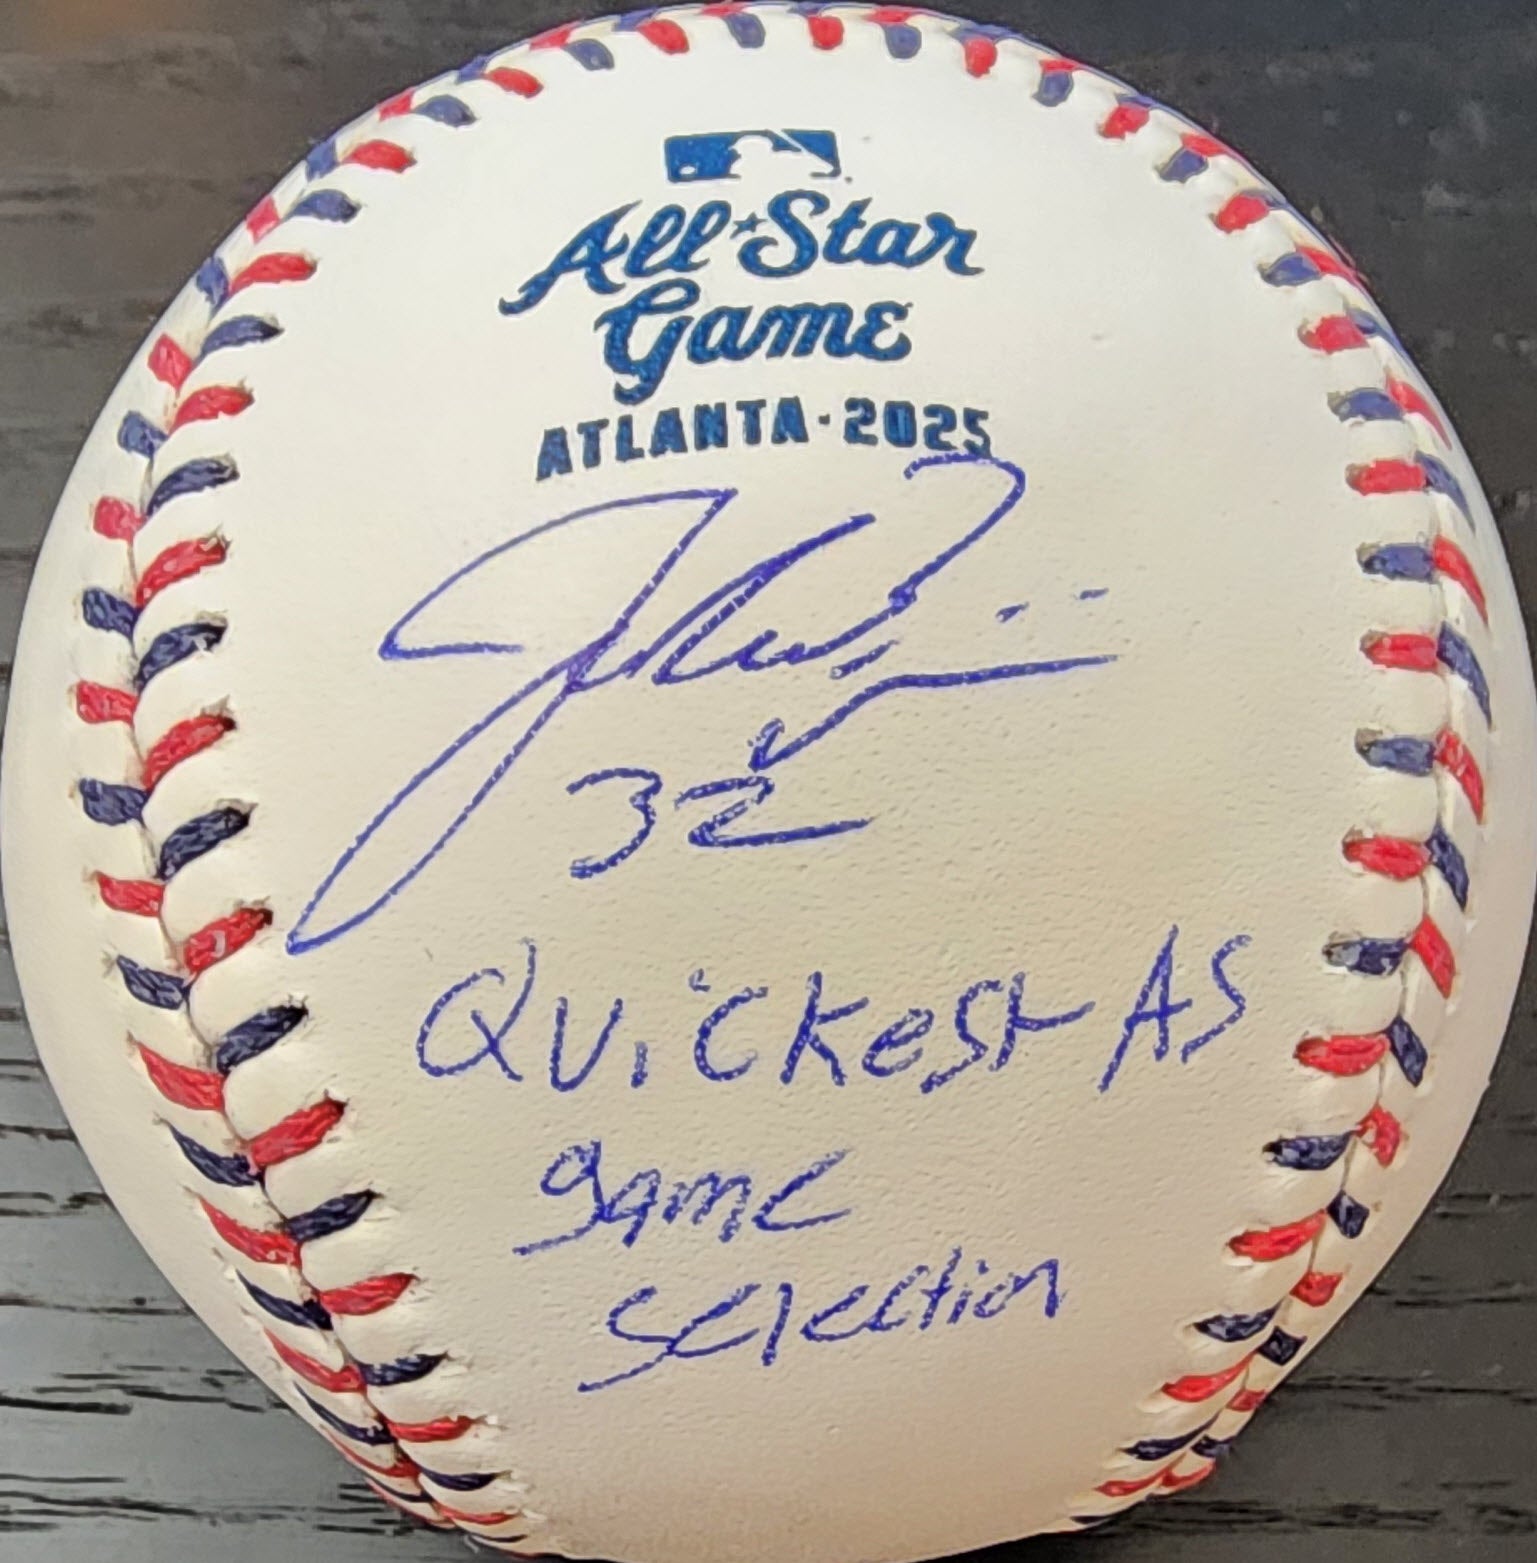 All★Star
Game
ATLANTA · 2025
32
Quickest AS
game
selection